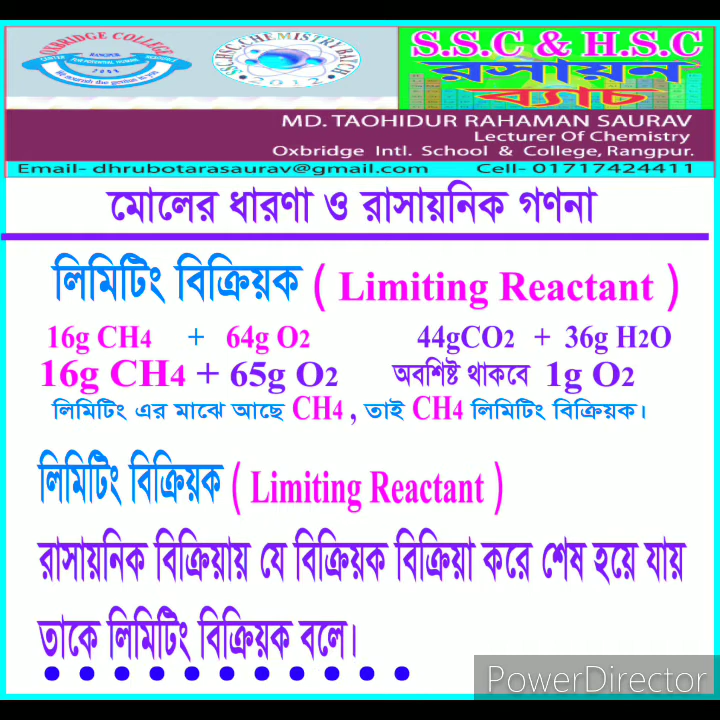 OXBRIDGE COLLEGE
RANGPUR
S.S.C & H.S.C
রসায়ন
ব্যাচ
MD. TAOHIDUR RAHAMAN SAURAV
Lecturer Of Chemistry
Oxbridge Intl. School & College, Rangpur.
Email- dhrubotarasaurav@gmail.com Cell- 01717424411
মোলের ধারণা ও রাসায়নিক গণনা
লিমিটিং বিক্রিয়ক ( Limiting Reactant )
16g CH4 + 64g O2 44gCO2 + 36g H2O
16g CH4 + 65g O2 অবশিষ্ট থাকবে 1g O2
লিমিটিং এর মাঝে আছে CH4 , তাই CH4 লিমিটিং বিক্রিয়ক।
লিমিটিং বিক্রিয়ক ( Limiting Reactant )
রাসায়নিক বিক্রিয়ায় যে বিক্রিয়ক বিক্রিয়া করে শেষ হয়ে যায়
তাকে লিমিটিং বিক্রিয়ক বলে।
PowerDirector